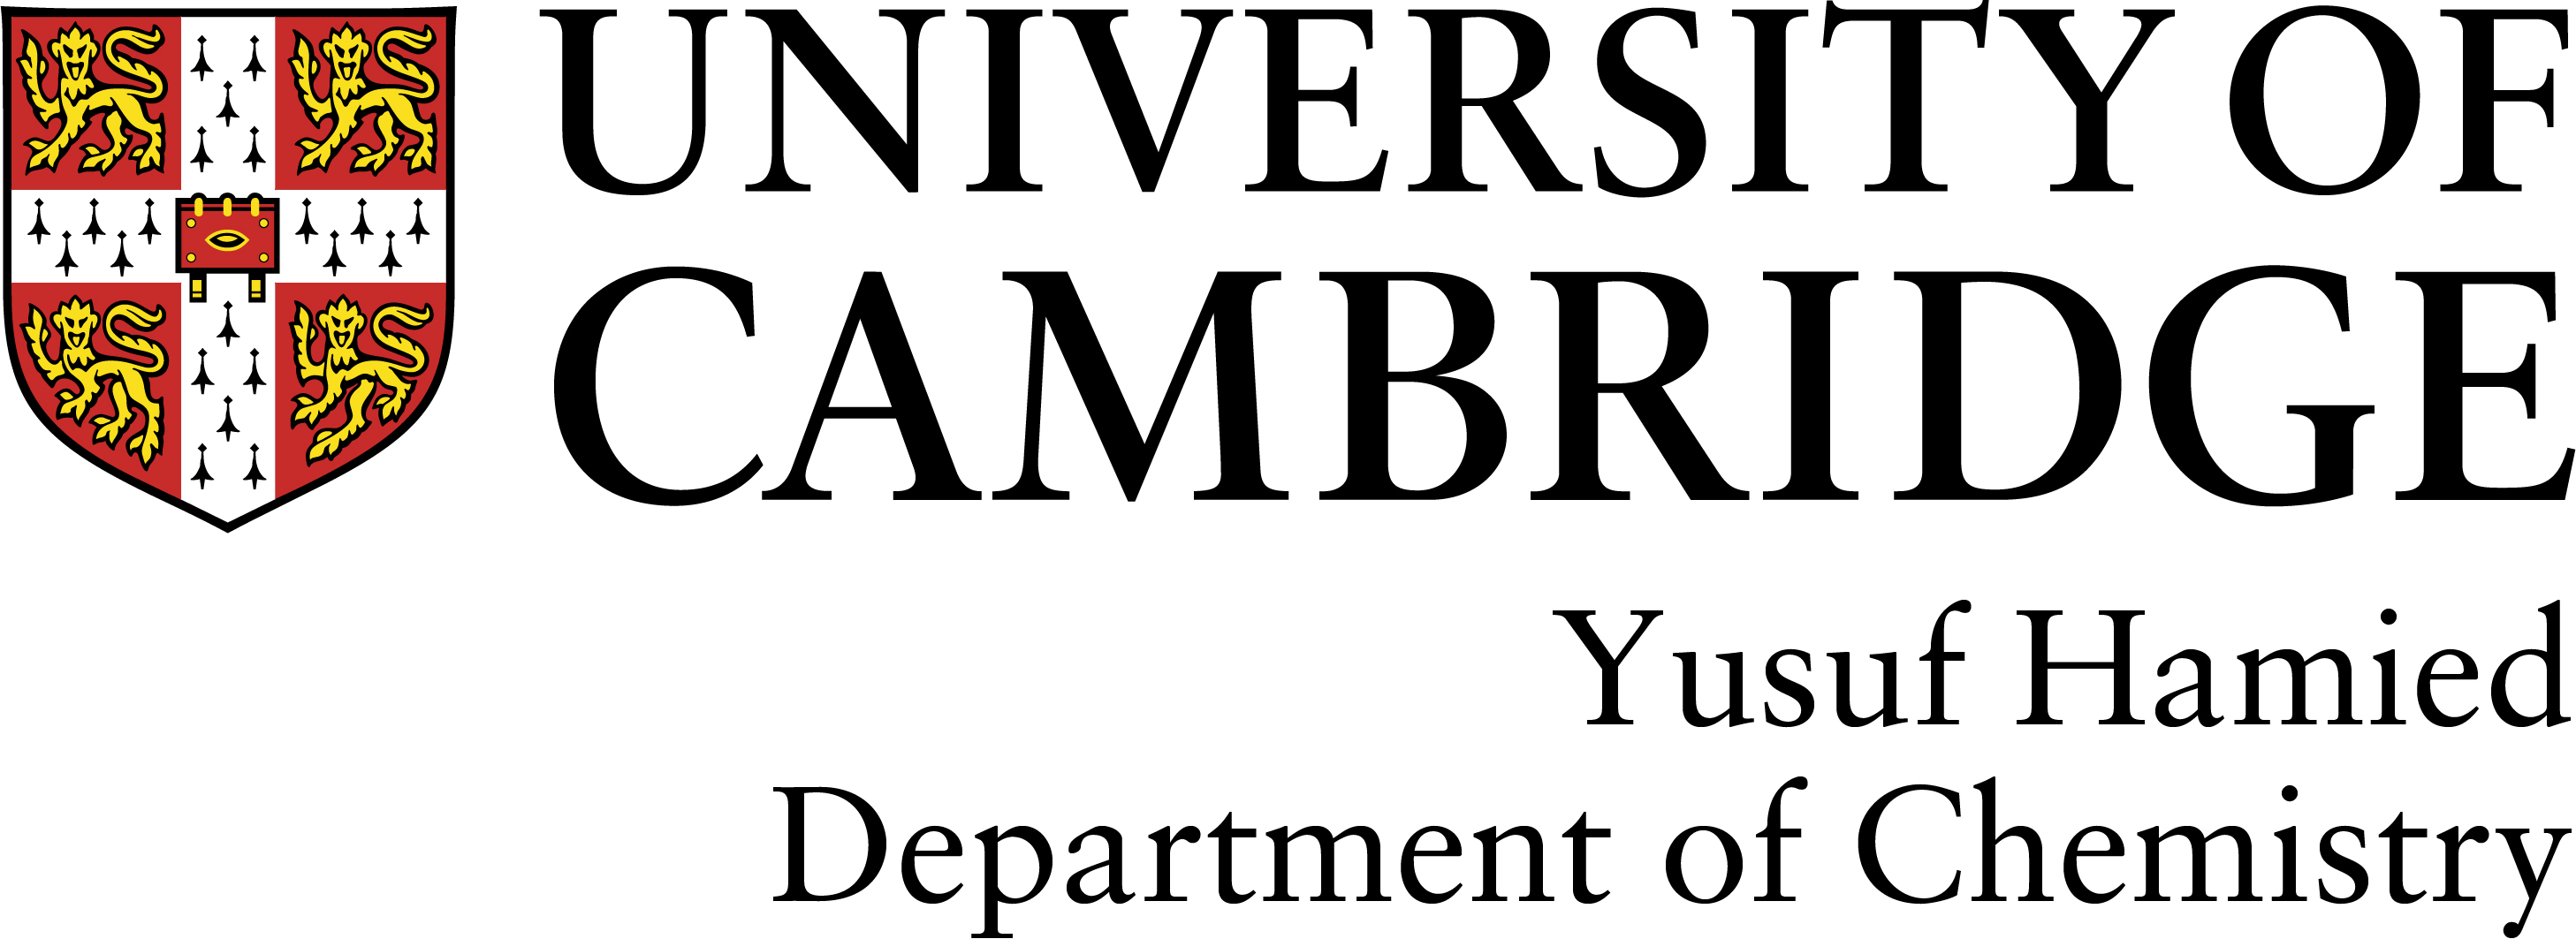 UNIVERSITY OF
CAMBRIDGE
Yusuf Hamied
Department of Chemistry